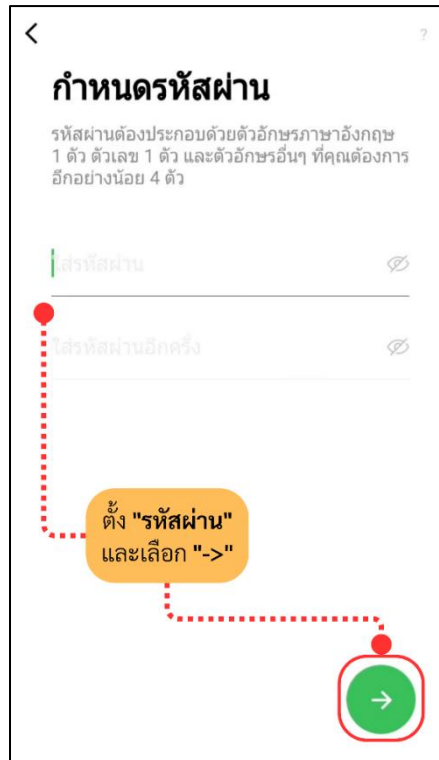 ?
กำหนดรหัสผ่าน
รหัสผ่านต้องประกอบด้วยตัวอักษรภาษาอังกฤษ
1 ตัว ตัวเลข 1 ตัว และตัวอักษรอื่นๆ ที่คุณต้องการ
อีกอย่างน้อย 4 ตัว
ใส่รหัสผ่าน
ใส่รหัสผ่านอีกครั้ง
ตั้ง "รหัสผ่าน"
และเลือก "->"